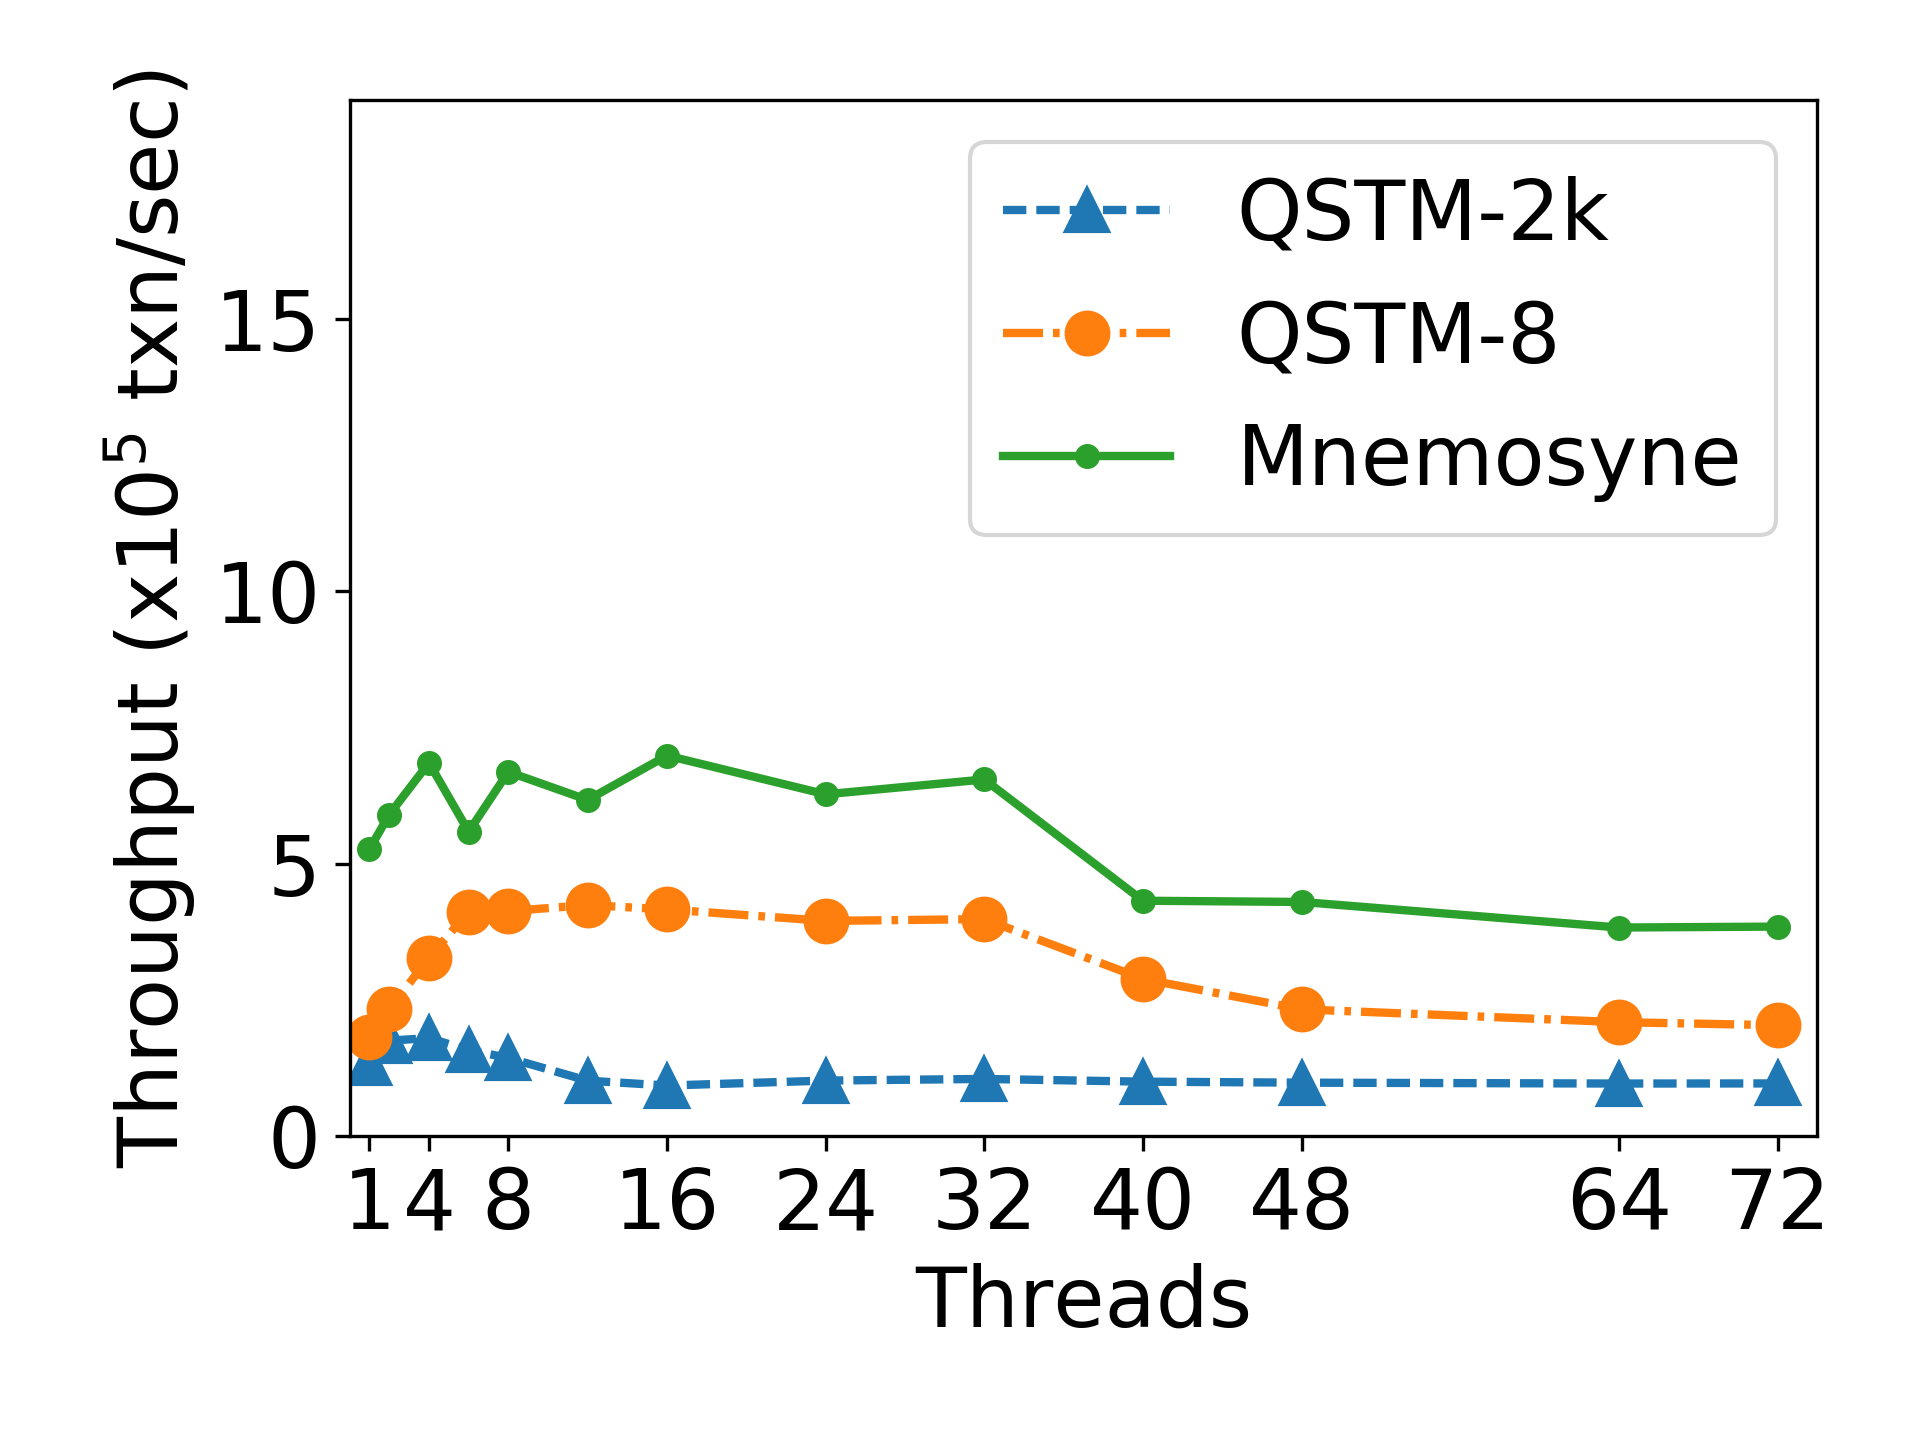 Throughput (x10⁵ txn/sec)
15
10
5
0
QSTM-2k
QSTM-8
Mnemosyne
1 4 8 16 24 32 40 48 64 72
Threads